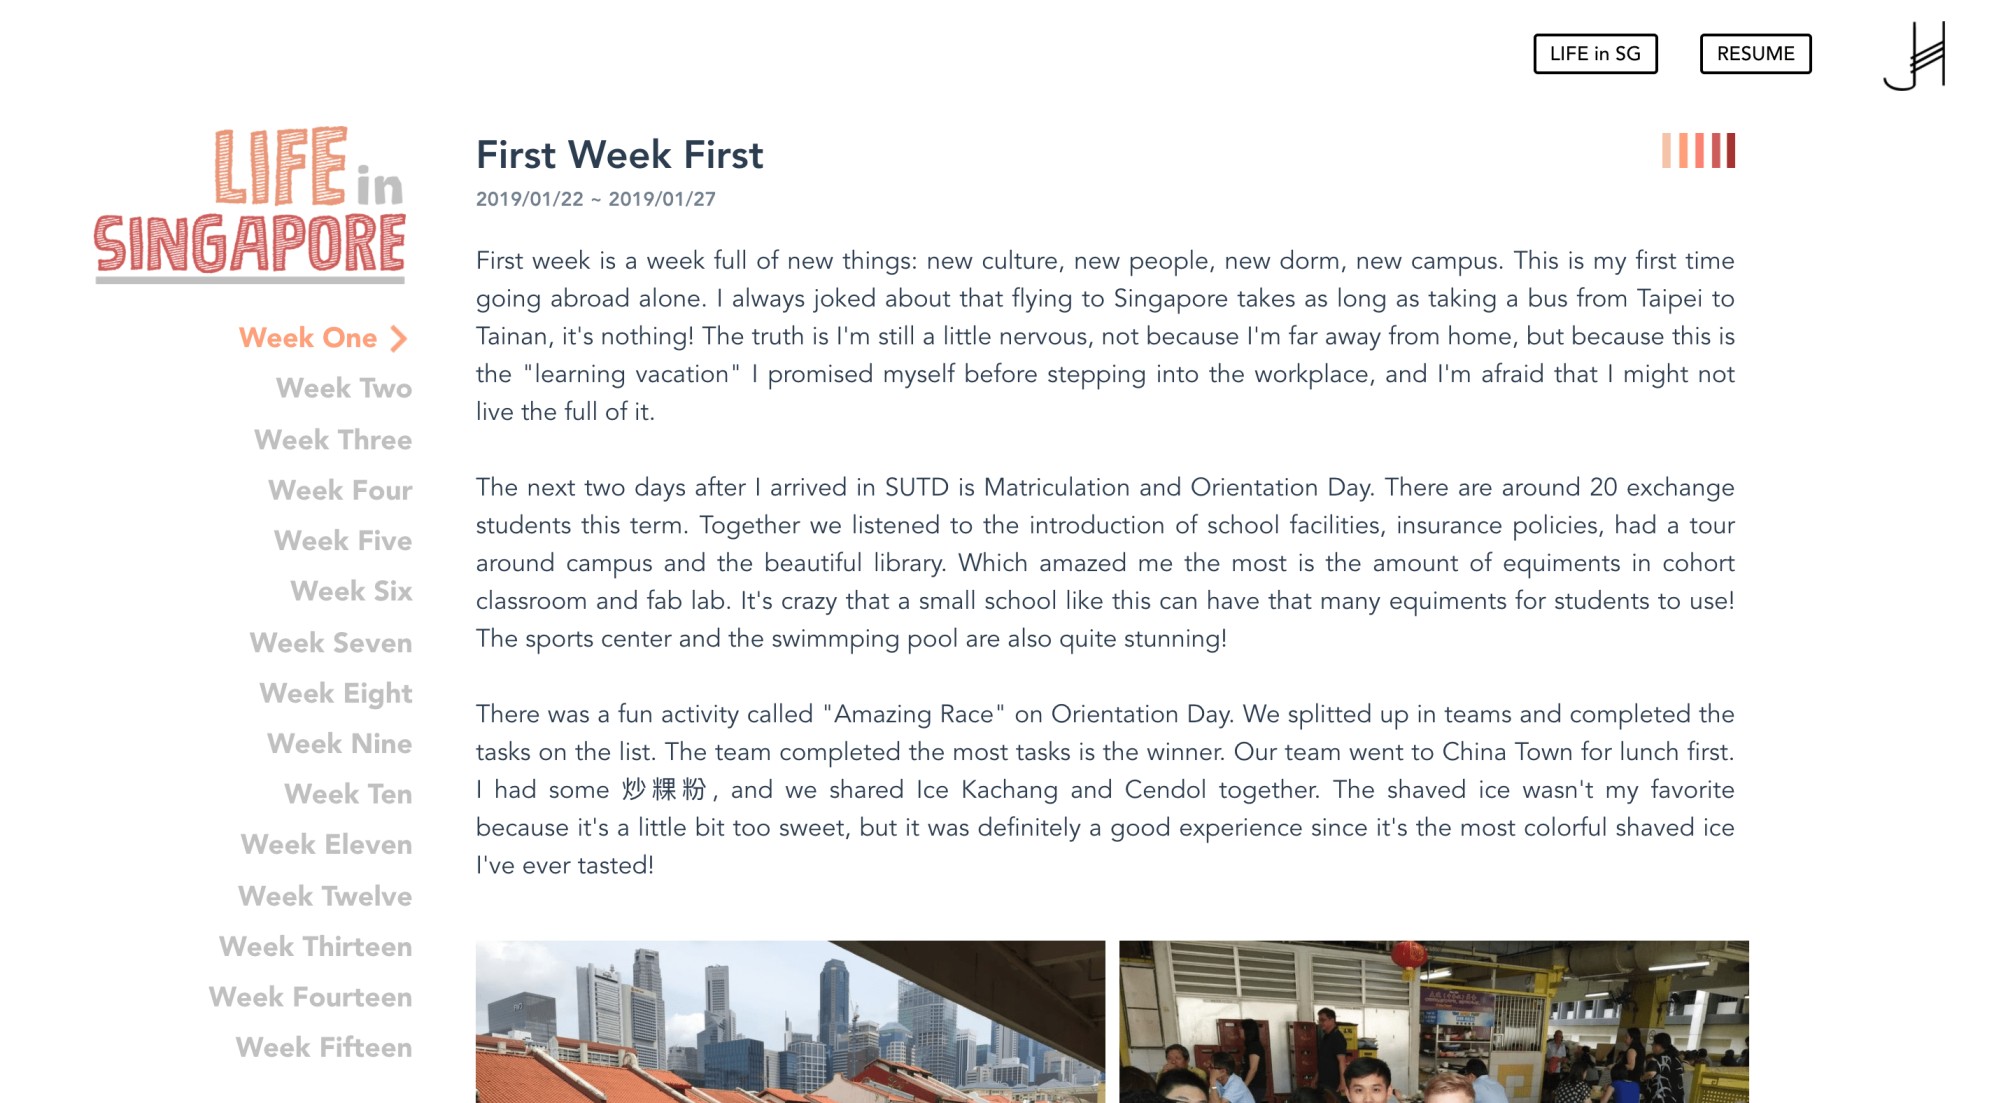 LIFE in SG
RESUME
JH
LIFE in
SINGAPORE
Week One
Week Two
Week Three
Week Four
Week Five
Week Six
Week Seven
Week Eight
Week Nine
Week Ten
Week Eleven
Week Twelve
Week Thirteen
Week Fourteen
Week Fifteen
First Week First
2019/01/22 ~ 2019/01/27
First week is a week full of new things: new culture, new people, new dorm, new campus. This is my first time
going abroad alone. I always joked about that flying to Singapore takes as long as taking a bus from Taipei to
Tainan, it's nothing! The truth is I'm still a little nervous, not because I'm far away from home, but because this is
the "learning vacation" I promised myself before stepping into the workplace, and I'm afraid that I might not
live the full of it.
The next two days after I arrived in SUTD is Matriculation and Orientation Day. There are around 20 exchange
students this term. Together we listened to the introduction of school facilities, insurance policies, had a tour
around campus and the beautiful library. Which amazed me the most is the amount of equiments in cohort
classroom and fab lab. It's crazy that a small school like this can have that many equiments for students to use!
The sports center and the swimmping pool are also quite stunning!
There was a fun activity called "Amazing Race" on Orientation Day. We splitted up in teams and completed the
tasks on the list. The team completed the most tasks is the winner. Our team went to China Town for lunch first.
I had some 炒粿粉, and we shared Ice Kachang and Cendol together. The shaved ice wasn't my favorite
because it's a little bit too sweet, but it was definitely a good experience since it's the most colorful shaved ice
I've ever tasted!